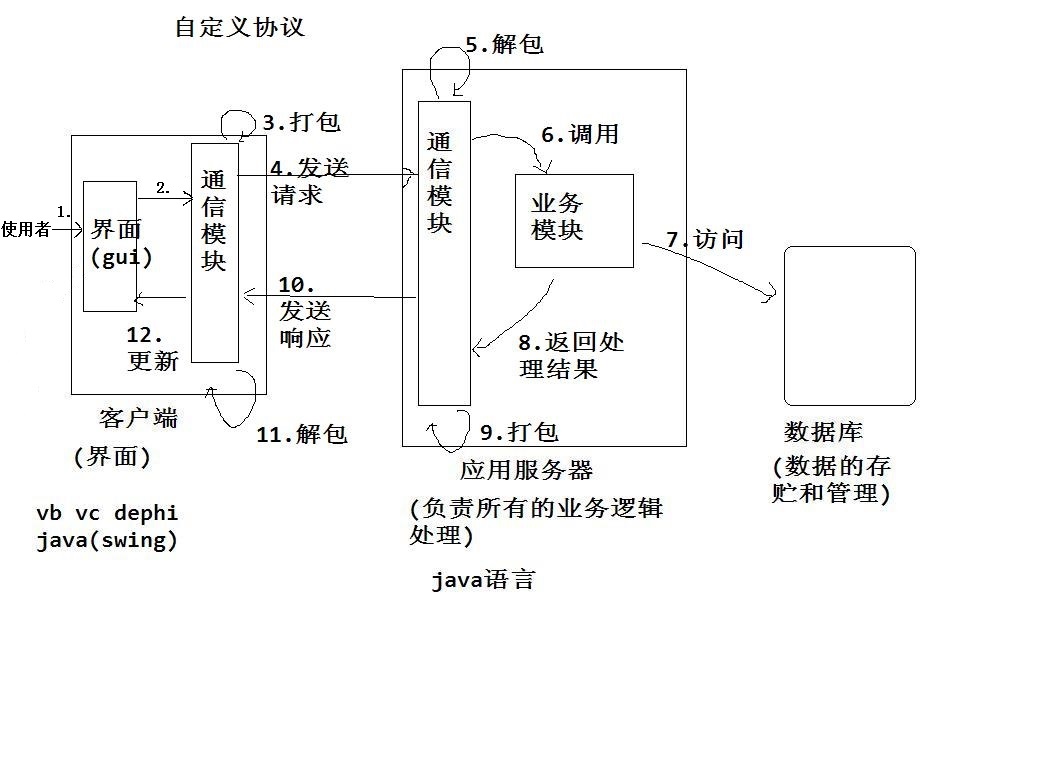 自定义协议
5.解包
3.打包
通
信
模
块
6.调用
4.发送
请求
通
信
模
块
2.
1.
使用者
界面
(gui)
业务
模块
7.访问
10.
发送
响应
12.
更新
8.返回处
理结果
11.解包
9.打包
客户端
(界面)
应用服务器
(负责所有的业务逻辑
处理)
数据库
(数据的存
贮和管理)
vb vc dephi
java(swing)
java语言